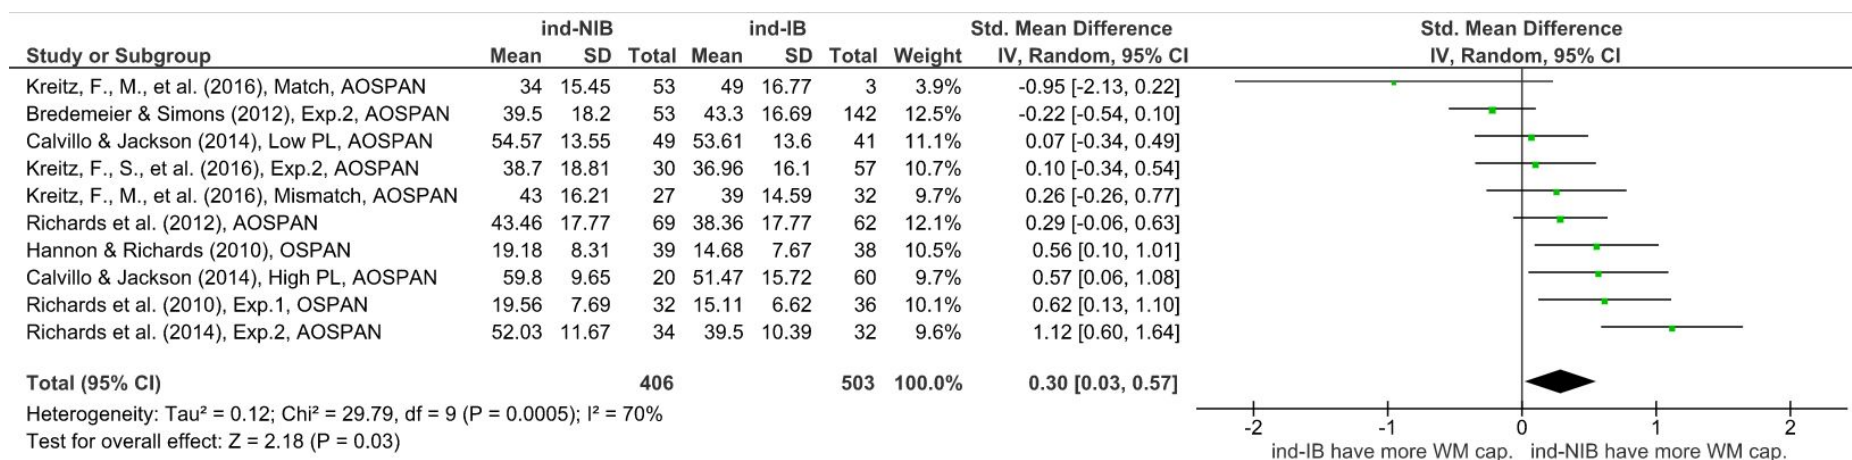 ind-NIB ind-IB Std. Mean Difference Std. Mean Difference
Study or Subgroup Mean SD Total Mean SD Total Weight IV, Random, 95% CI IV, Random, 95% CI
Kreitz, F., M., et al. (2016), Match, AOSPAN 34 15.45 53 49 16.77 3 3.9% -0.95 [-2.13, 0.22]
Bredemeier & Simons (2012), Exp.2, AOSPAN 39.5 18.2 53 43.3 16.69 142 12.5% -0.22 [-0.54, 0.10]
Calvillo & Jackson (2014), Low PL, AOSPAN 54.57 13.55 49 53.61 13.6 41 11.1% 0.07 [-0.34, 0.49]
Kreitz, F., S., et al. (2016), Exp.2, AOSPAN 38.7 18.81 30 36.96 16.1 57 10.7% 0.10 [-0.34, 0.54]
Kreitz, F., M., et al. (2016), Mismatch, AOSPAN 43 16.21 27 39 14.59 32 9.7% 0.26 [-0.26, 0.77]
Richards et al. (2012), AOSPAN 43.46 17.77 69 38.36 17.77 62 12.1% 0.29 [-0.06, 0.63]
Hannon & Richards (2010), OSPAN 19.18 8.31 39 14.68 7.67 38 10.5% 0.56 [0.10, 1.01]
Calvillo & Jackson (2014), High PL, AOSPAN 59.8 9.65 20 51.47 15.72 60 9.7% 0.57 [0.06, 1.08]
Richards et al. (2010), Exp.1, OSPAN 19.56 7.69 32 15.11 6.62 36 10.1% 0.62 [0.13, 1.10]
Richards et al. (2014), Exp.2, AOSPAN 52.03 11.67 34 39.5 10.39 32 9.6% 1.12 [0.60, 1.64]
Total (95% CI) 406 503 100.0% 0.30 [0.03, 0.57]
Heterogeneity: Tau² = 0.12; Chi² = 29.79, df = 9 (P = 0.0005); I² = 70%
Test for overall effect: Z = 2.18 (P = 0.03)
-2 -1 0 1 2
ind-IB have more WM cap. ind-NIB have more WM cap.